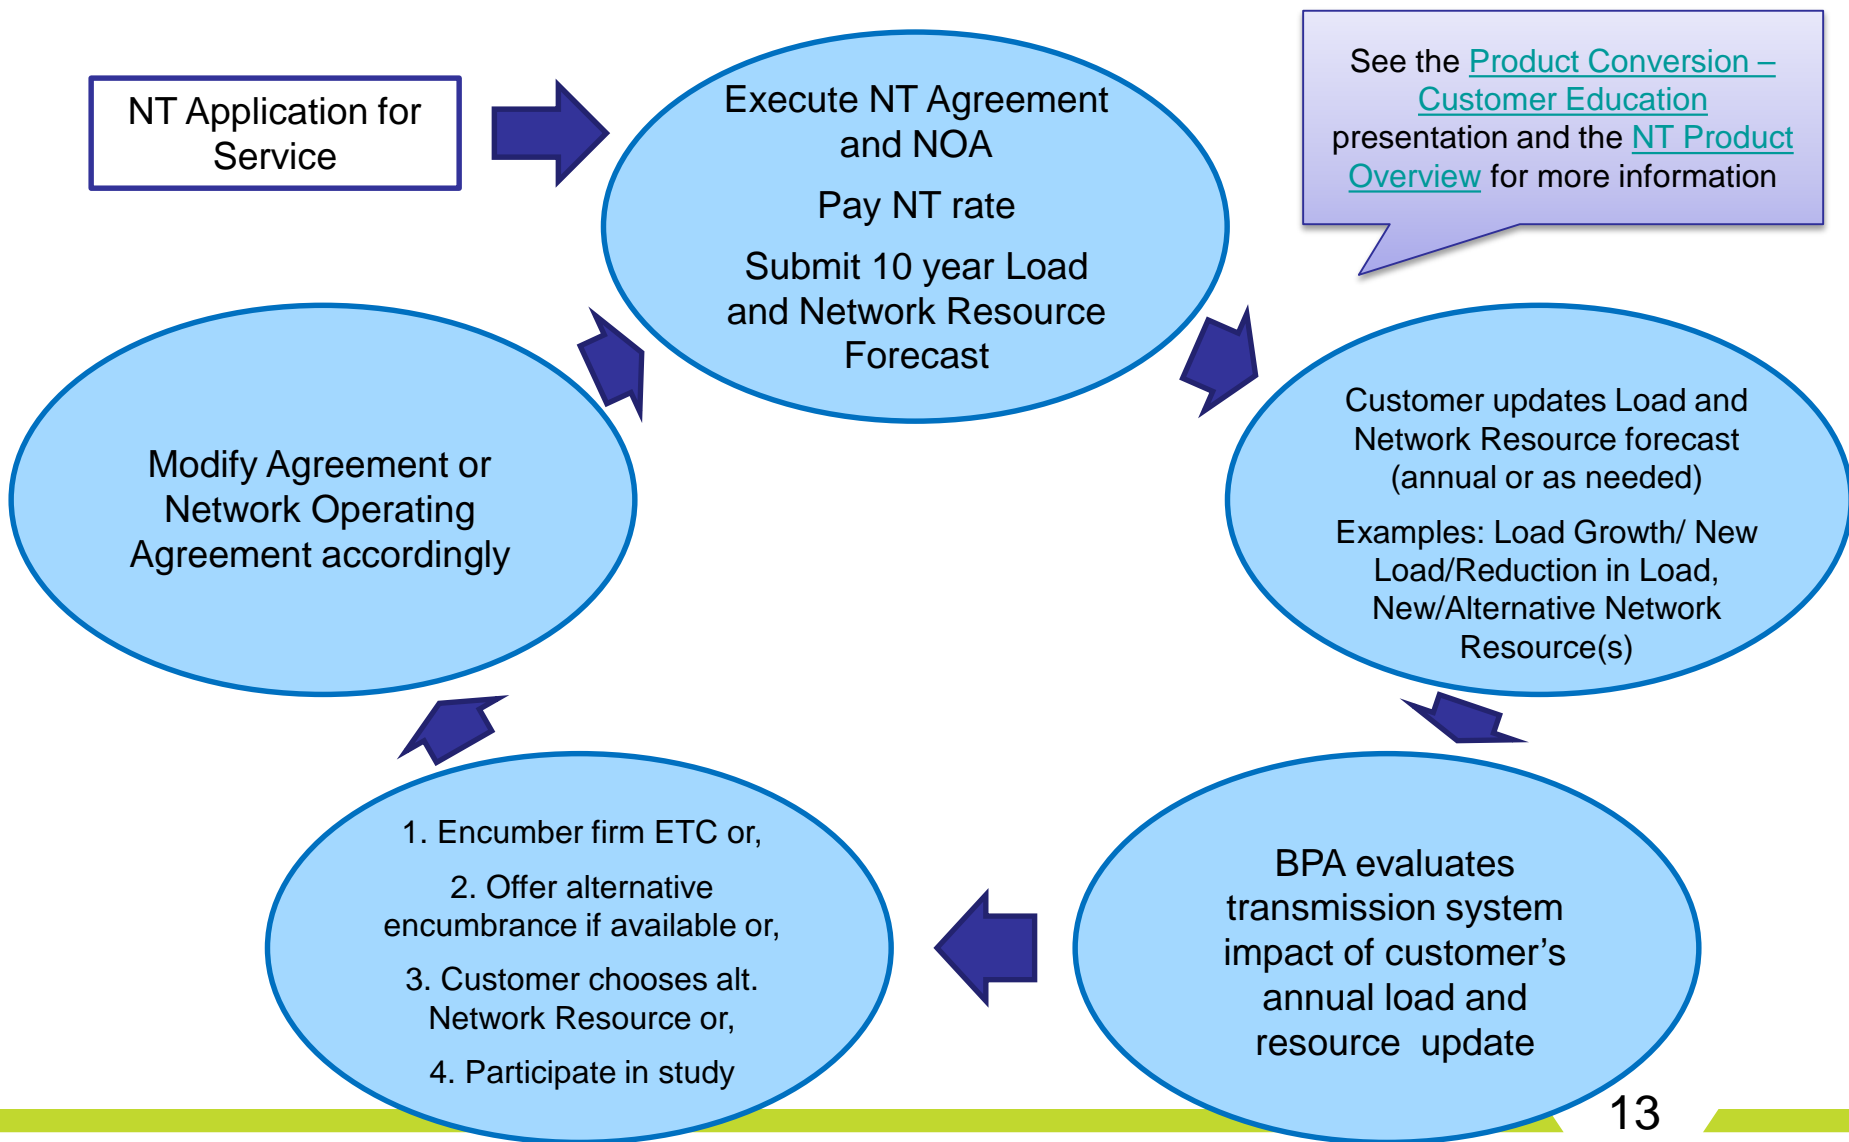 NT Application for
Service
Execute NT Agreement
and NOA
Pay NT rate
Submit 10 year Load
and Network Resource
Forecast
See the Product Conversion –
Customer Education
presentation and the NT Product
Overview for more information
Customer updates Load and
Network Resource forecast
(annual or as needed)
Examples: Load Growth/ New
Load/Reduction in Load,
New/Alternative Network
Resource(s)
BPA evaluates
transmission system
impact of customer’s
annual load and
resource  update
1. Encumber firm ETC or,
2. Offer alternative
encumbrance if available or,
3. Customer chooses alt.
Network Resource or,
4. Participate in study
Modify Agreement or
Network Operating
Agreement accordingly
13